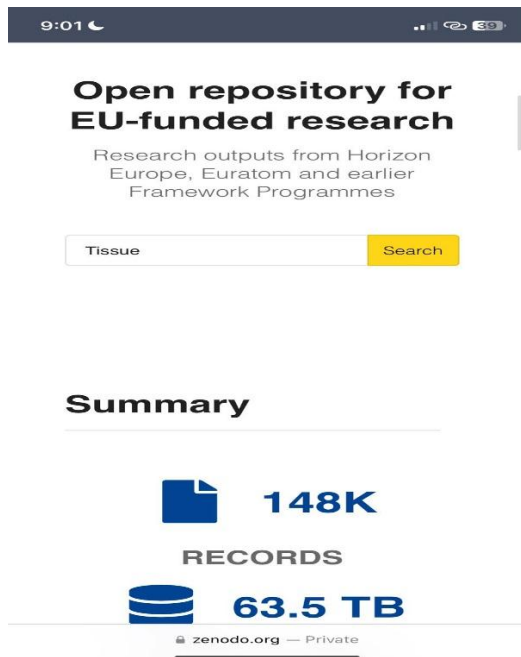 9:01
39
Open repository for
EU-funded research
Research outputs from Horizon
Europe, Euratom and earlier
Framework Programmes
Tissue Search
Summary
148K
RECORDS
63.5 TB
zenodo.org — Private